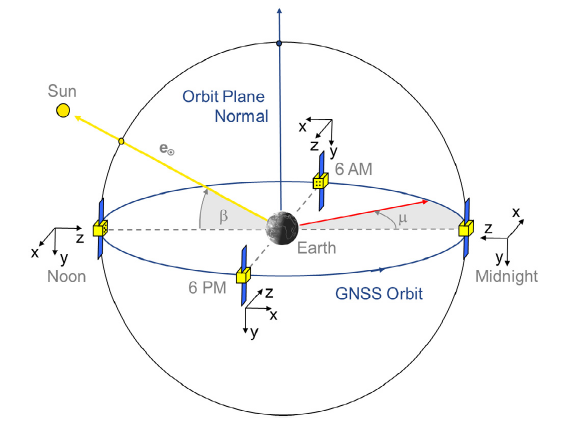 Sun
Orbit Plane
Normal
e☉
x
z
y
6 AM
β
μ
Earth
x
z
y
Noon
z
x
y
Midnight
6 PM
z
x
y
GNSS Orbit